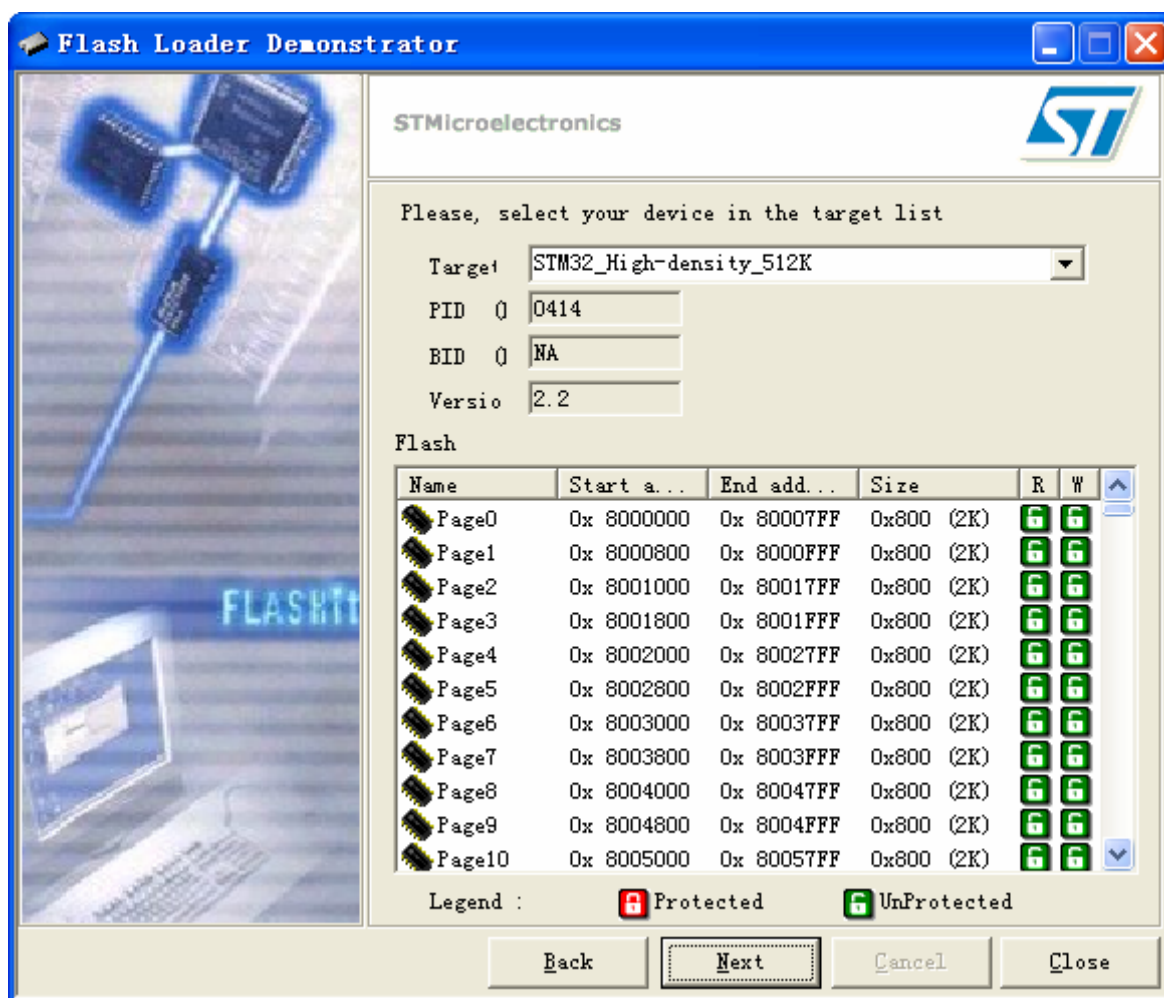 Flash Loader Demonstrator
STMicroelectronics
ST
Please, select your device in the target list
Target STM32_High-density_512K
PID () 0414
BID () NA
Versio 2.2
Flash
Name Start a... End add... Size R W
Page0 0x 8000000 0x 80007FF 0x800 (2K)
Page1 0x 8000800 0x 8000FFF 0x800 (2K)
Page2 0x 8001000 0x 80017FF 0x800 (2K)
Page3 0x 8001800 0x 8001FFF 0x800 (2K)
Page4 0x 8002000 0x 80027FF 0x800 (2K)
Page5 0x 8002800 0x 8002FFF 0x800 (2K)
Page6 0x 8003000 0x 80037FF 0x800 (2K)
Page7 0x 8003800 0x 8003FFF 0x800 (2K)
Page8 0x 8004000 0x 80047FF 0x800 (2K)
Page9 0x 8004800 0x 8004FFF 0x800 (2K)
Page10 0x 8005000 0x 80057FF 0x800 (2K)
FLASHit
Legend : Protected UnProtected
Back Next Cancel Close